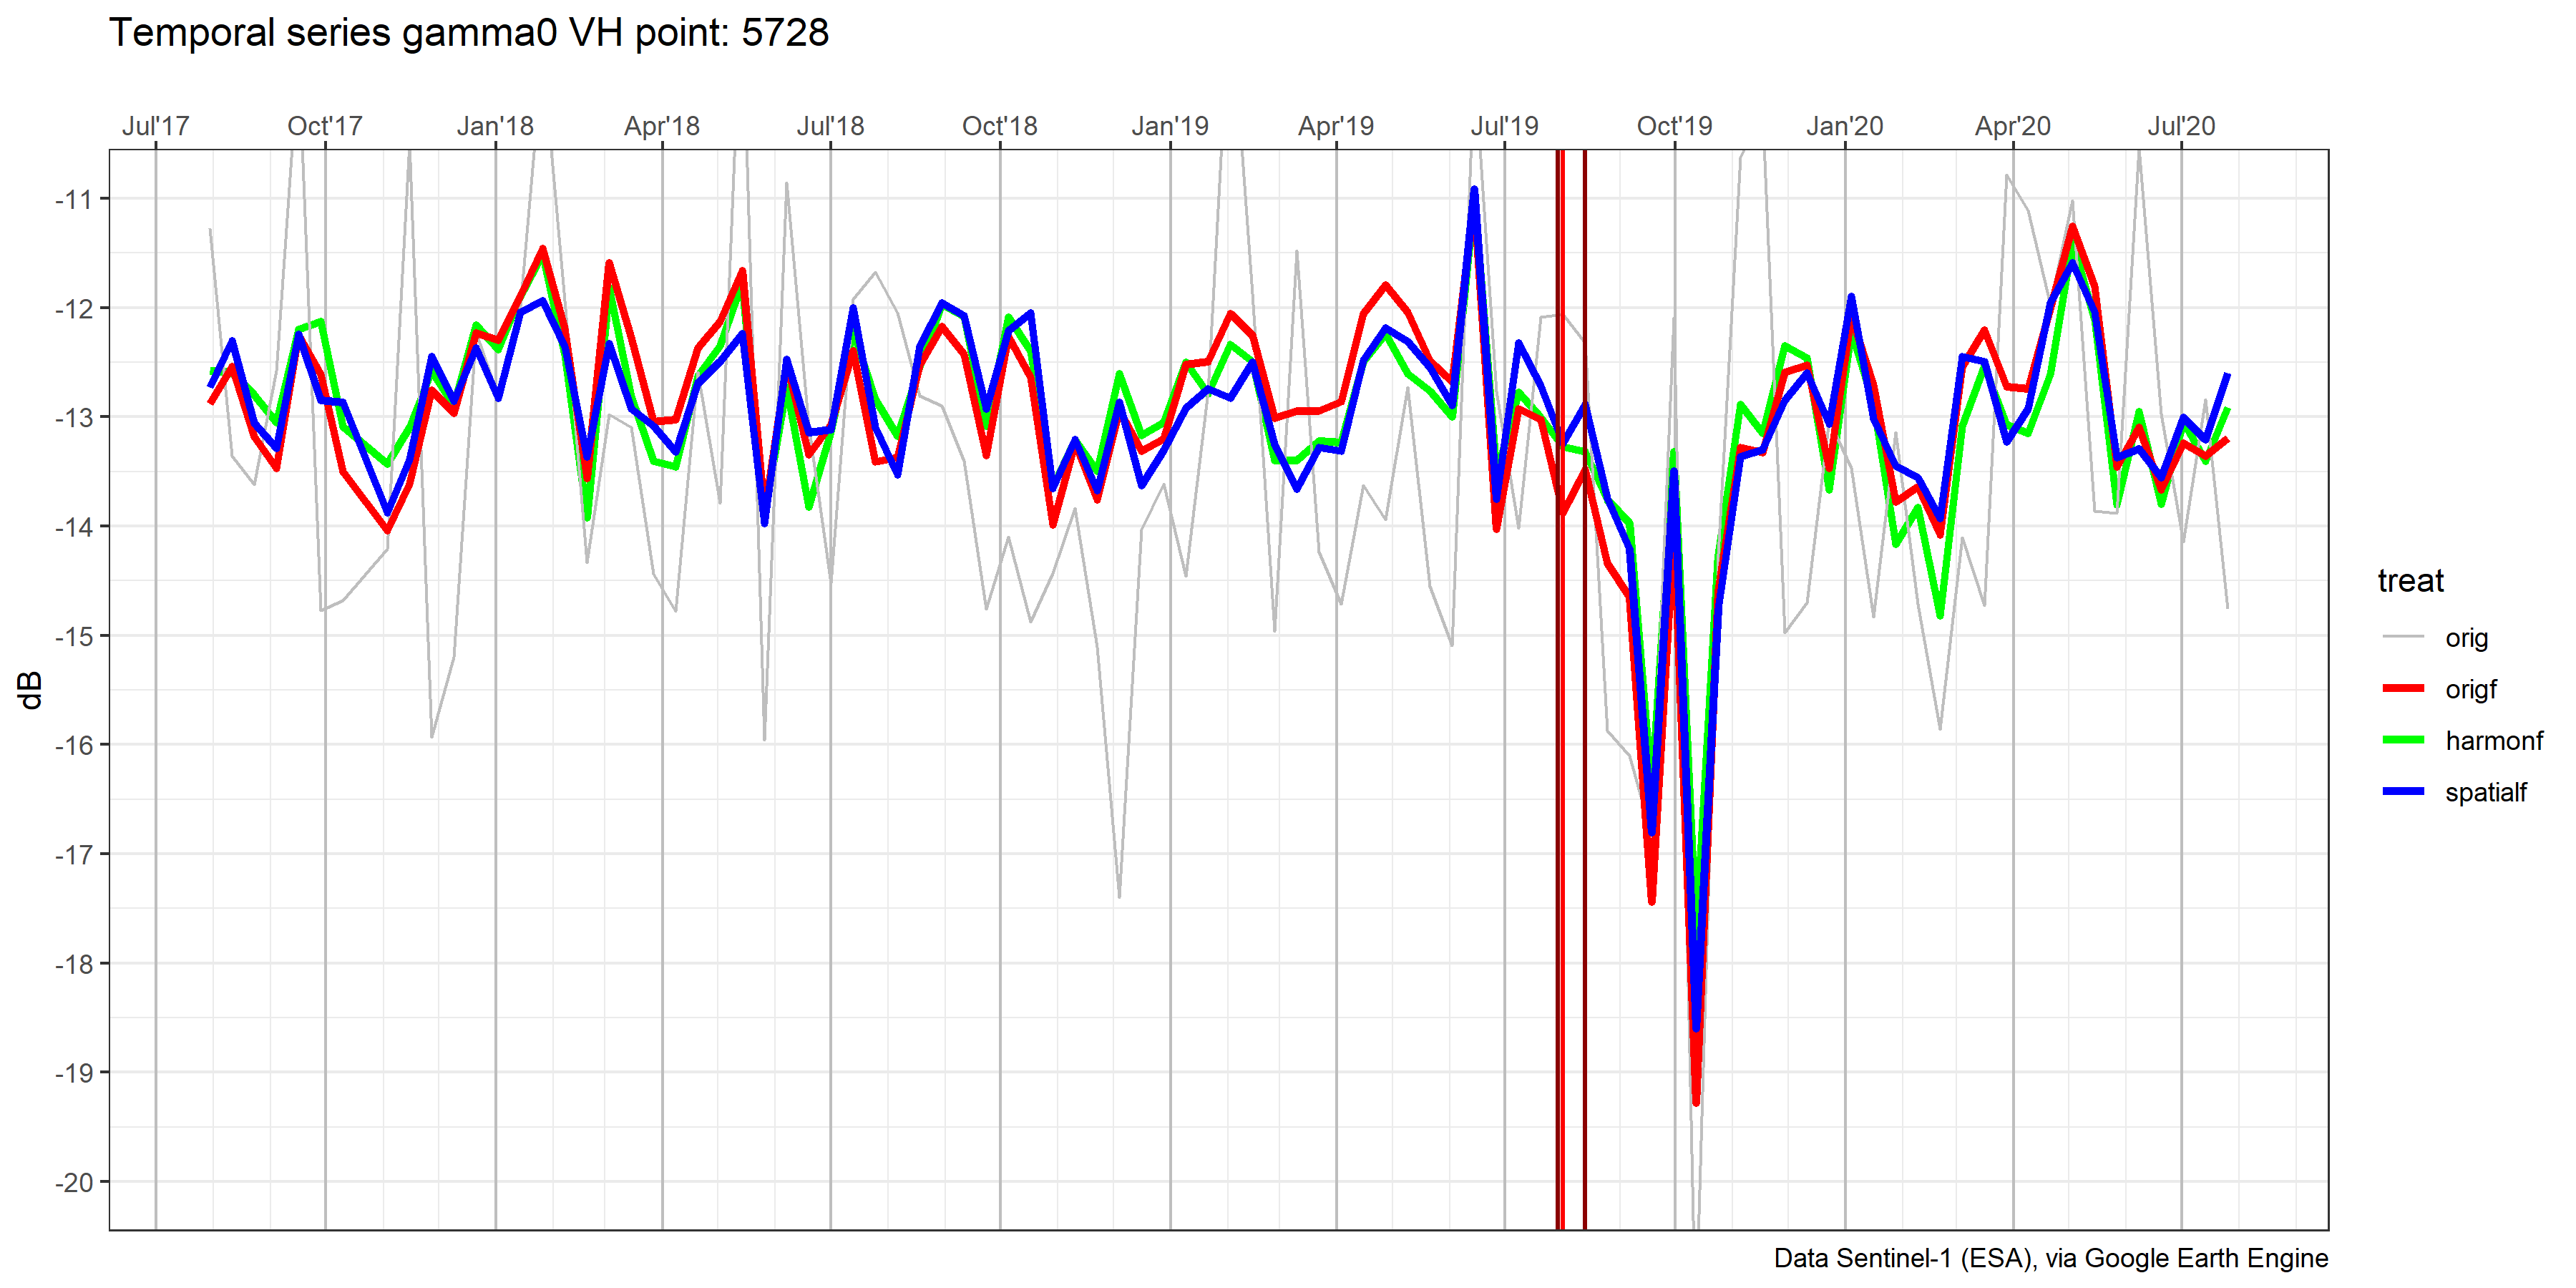 Temporal series gamma0 VH point: 5728
Jul'17 Oct'17 Jan'18 Apr'18 Jul'18 Oct'18 Jan'19 Apr'19 Jul'19 Oct'19 Jan'20 Apr'20 Jul'20
-11
-12
-13
-14
-15
-16
-17
-18
-19
-20
dB
treat
orig
origf
harmonf
spatialf
Data Sentinel-1 (ESA), via Google Earth Engine